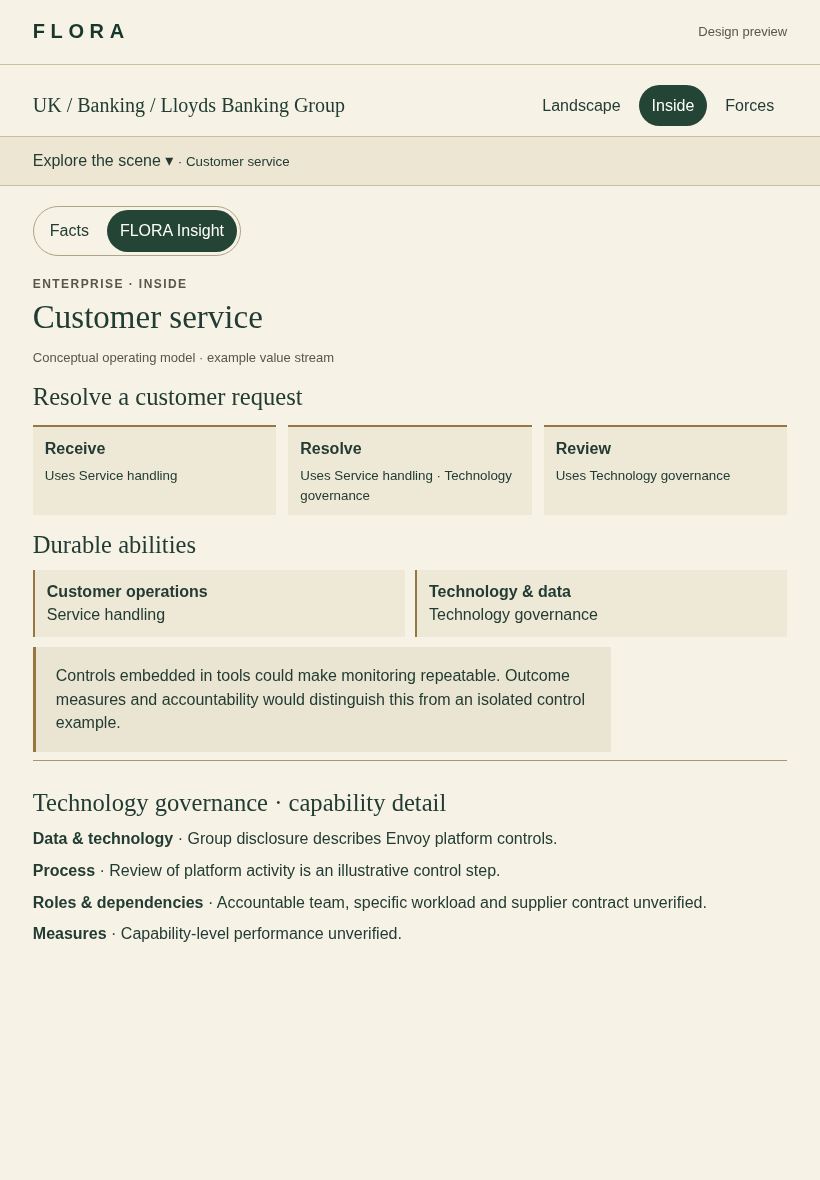 FLORA
Design preview
UK / Banking / Lloyds Banking Group
Landscape
Inside
Forces
Explore the scene ▾ · Customer service
Facts
FLORA Insight
ENTERPRISE · INSIDE
Customer service
Conceptual operating model · example value stream
Resolve a customer request
Receive
Uses Service handling
Resolve
Uses Service handling · Technology
governance
Review
Uses Technology governance
Durable abilities
Customer operations
Service handling
Technology & data
Technology governance
Controls embedded in tools could make monitoring repeatable. Outcome
measures and accountability would distinguish this from an isolated control
example.
Technology governance · capability detail
Data & technology · Group disclosure describes Envoy platform controls.
Process · Review of platform activity is an illustrative control step.
Roles & dependencies · Accountable team, specific workload and supplier contract unverified.
Measures · Capability-level performance unverified.